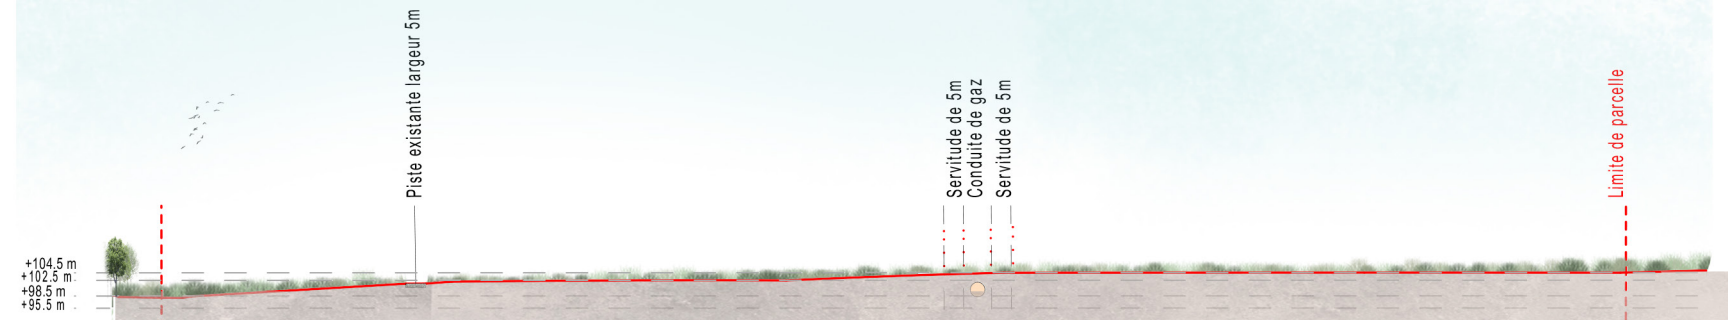 Piste existante largeur 5m
Servitude de 5m
Conduite de gaz
Servitude de 5m
Limite de parcelle
+104.5 m
+102.5 m
+98.5 m
+95.5 m